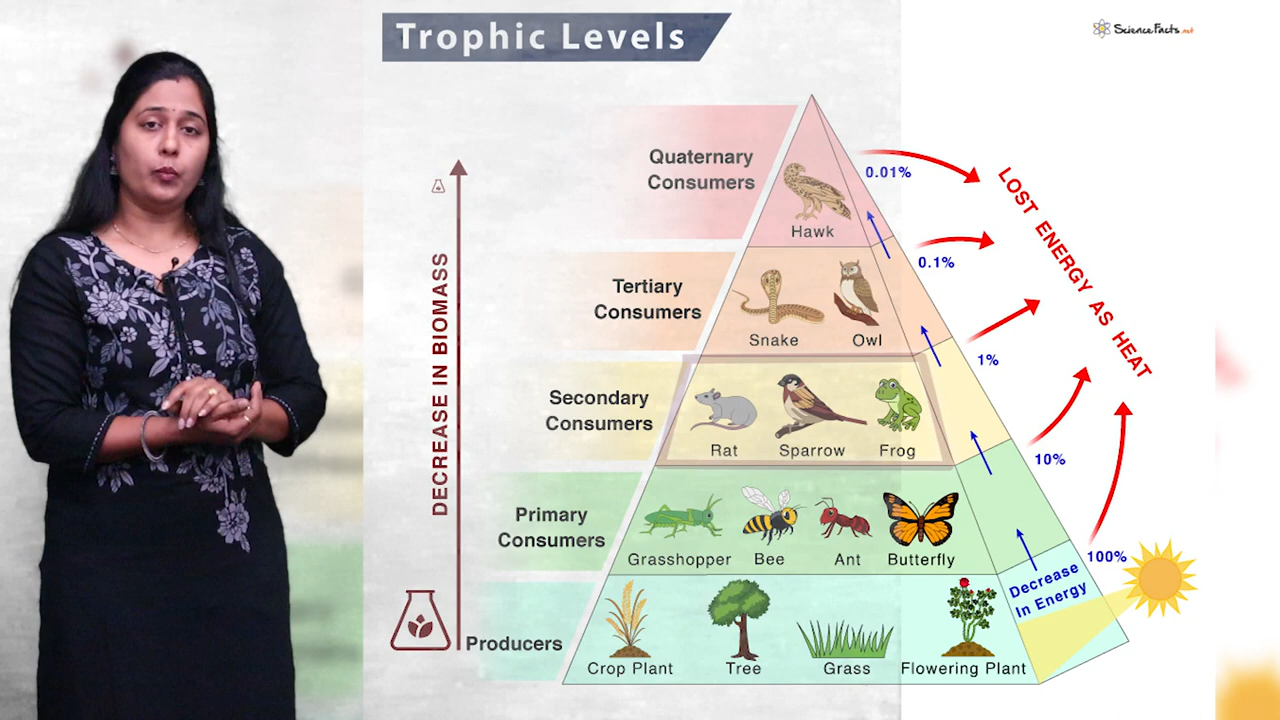 Trophic Levels
ScienceFacts.net
Quaternary
Consumers
Hawk
0.01%
Tertiary
Consumers
Snake
Owl
0.1%
Secondary
Consumers
Rat
Sparrow
Frog
1%
Primary
Consumers
Grasshopper
Bee
Ant
Butterfly
10%
Producers
Crop Plant
Tree
Grass
Flowering Plant
100%
Decrease
In Energy
DECREASE IN BIOMASS
LOST ENERGY AS HEAT